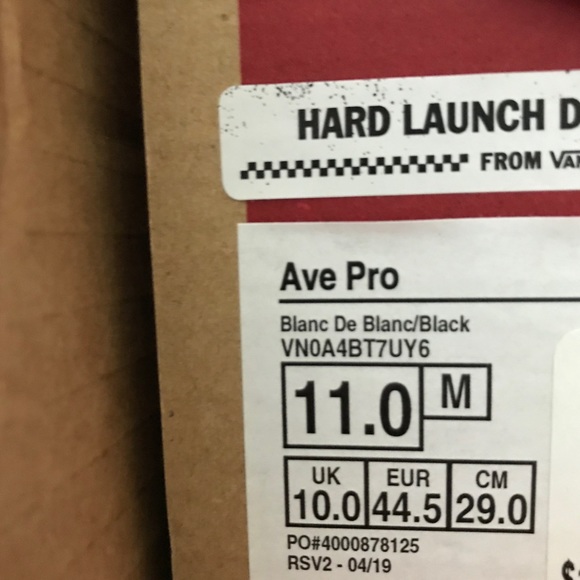 HARD LAUNCH D
FROM VA
Ave Pro
Blanc De Blanc/Black
VN0A4BT7UY6
11.0 M
UK EUR CM
10.0 44.5 29.0
PO#4000878125
RSV2 - 04/19